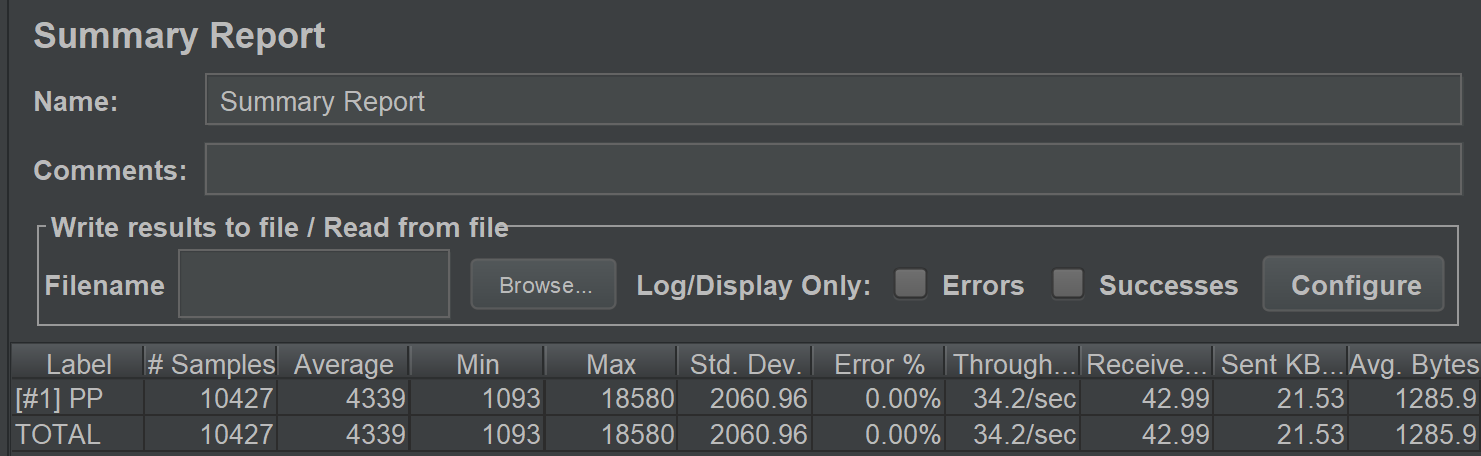 Summary Report
Name: Summary Report
Comments:
Write results to file / Read from file
Filename Browse... Log/Display Only: Errors Successes Configure
Label # Samples Average Min Max Std. Dev. Error % Through... Receive... Sent KB... Avg. Bytes
[#1] PP 10427 4339 1093 18580 2060.96 0.00% 34.2/sec 42.99 21.53 1285.9
TOTAL 10427 4339 1093 18580 2060.96 0.00% 34.2/sec 42.99 21.53 1285.9